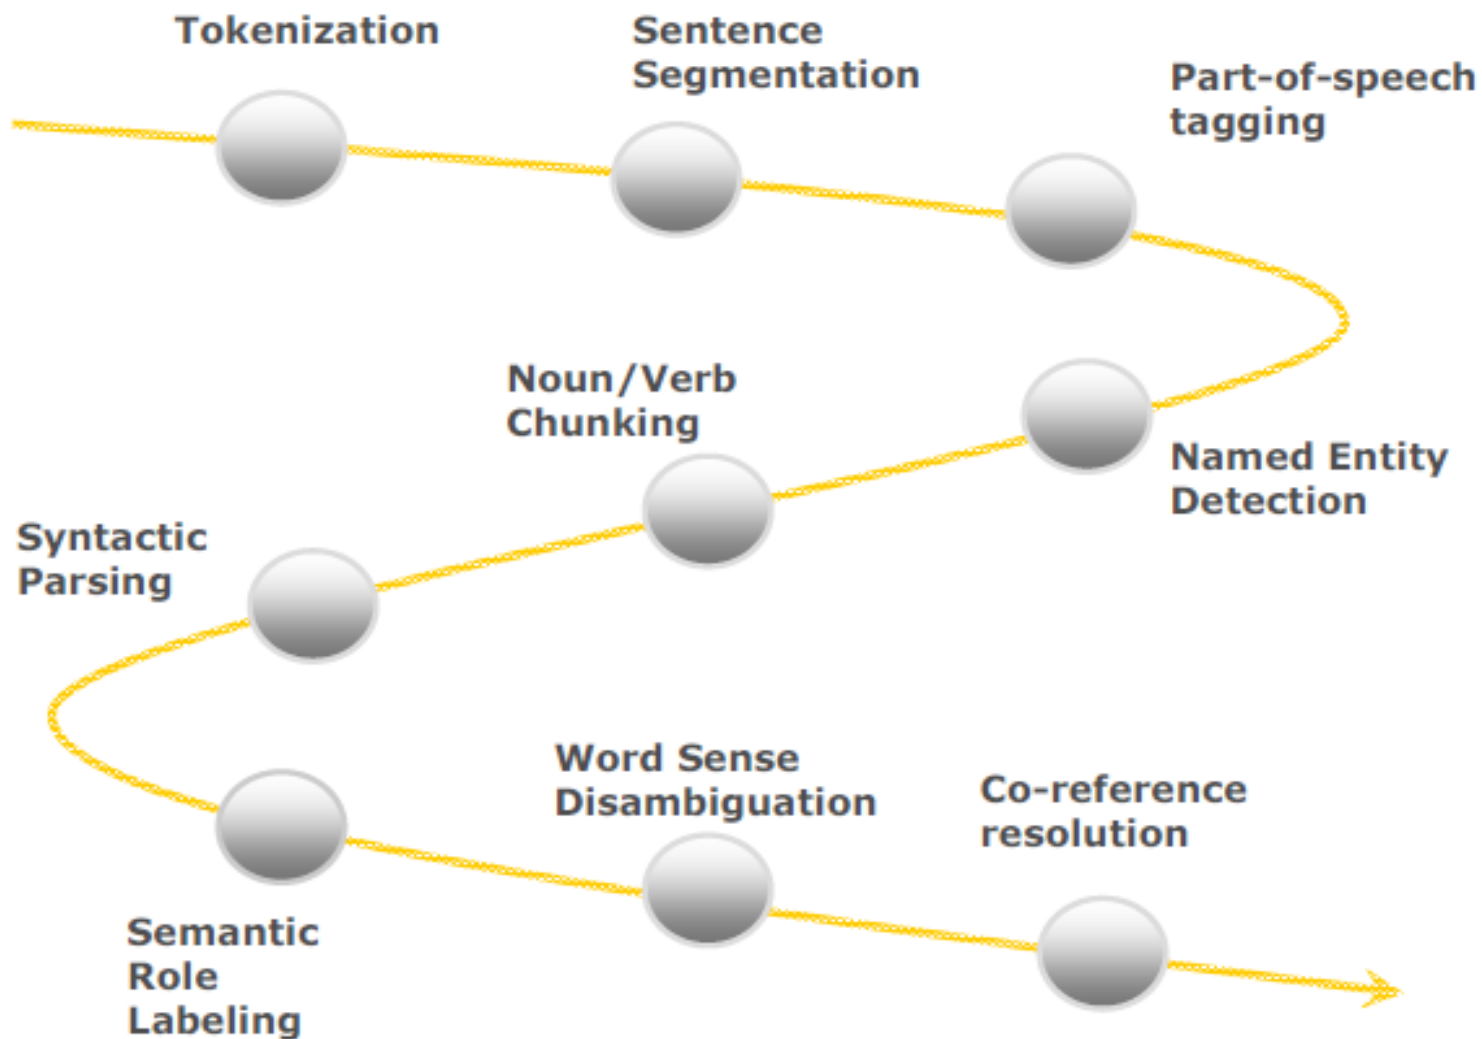 Tokenization
Sentence
Segmentation
Part-of-speech
tagging
Named Entity
Detection
Noun/Verb
Chunking
Syntactic
Parsing
Semantic
Role
Labeling
Word Sense
Disambiguation
Co-reference
resolution